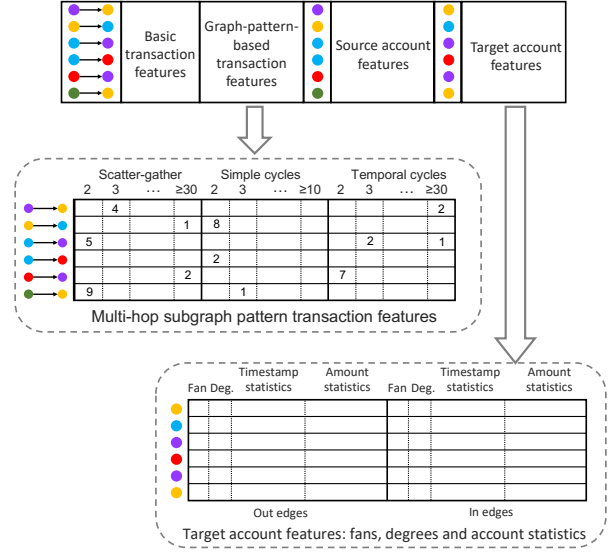 Basic
transaction
features
Graph-pattern-
based
transaction
features
Source account
features
Target account
features
Scatter-gather Simple cycles Temporal cycles
2 3 ... ≥30 2 3 ... ≥10 2 3 ... ≥30
4 2
1 8
5 2 1
2
2 7
9 1
Multi-hop subgraph pattern transaction features
Timestamp Amount Timestamp Amount
Fan Deg. statistics statistics Fan Deg. statistics statistics
Out edges In edges
Target account features: fans, degrees and account statistics